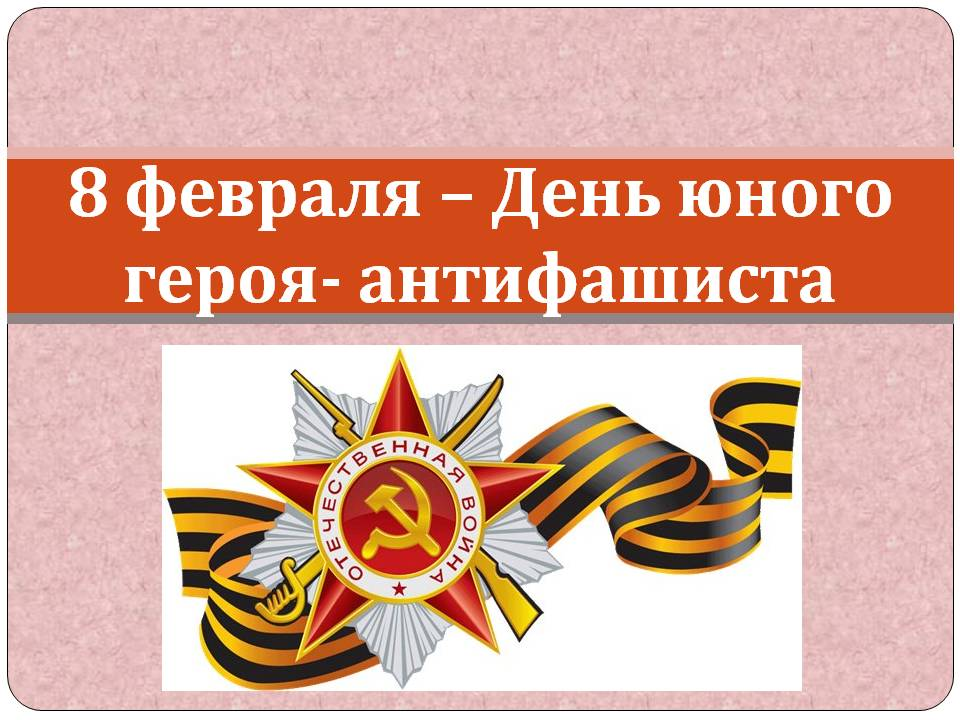 8 февраля – День юного
героя- антифашиста
ОТЕЧЕСТВЕННАЯ ВОЙНА